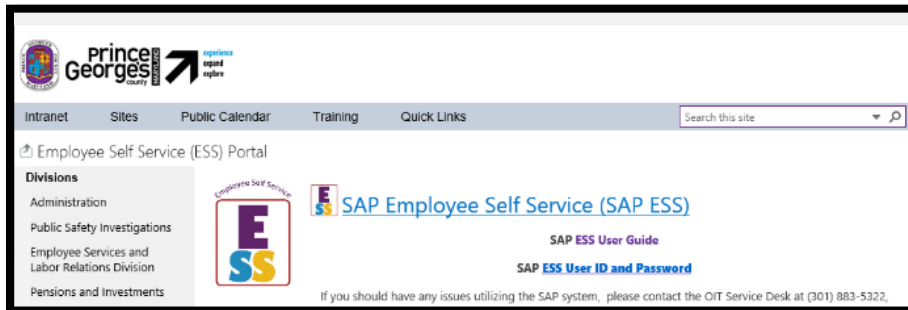 Prince
Georges
county
MARYLAND
experience
expand
explore
Intranet Sites Public Calendar Training Quick Links Search this site
Employee Self Service (ESS) Portal
Divisions
Administration
Public Safety Investigations
Employee Services and
Labor Relations Division
Pensions and Investments
Employee Self Service
E
SS
E
SS
SAP Employee Self Service (SAP ESS)
SAP ESS User Guide
SAP ESS User ID and Password
If you should have any issues utilizing the SAP system, please contact the OIT Service Desk at (301) 883-5322,